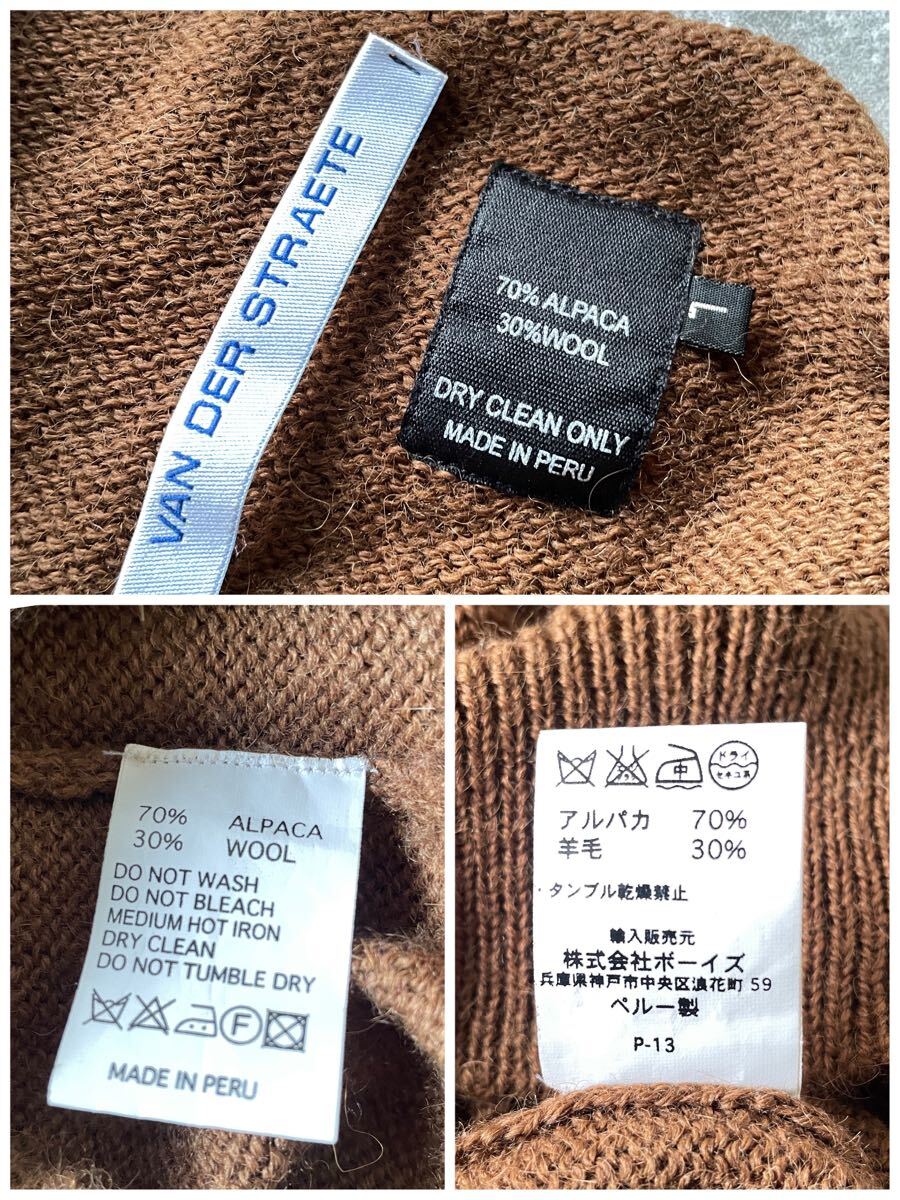 VAN DER STRAETE
70% ALPACA
30%WOOL
DRY CLEAN ONLY
MADE IN PERU
L
70% ALPACA
30% WOOL
DO NOT WASH
DO NOT BLEACH
MEDIUM HOT IRON
DRY CLEAN
DO NOT TUMBLE DRY
F
MADE IN PERU
中
ドライ
セキユ系
アルパカ 70%
羊毛 30%
・タンブル乾燥禁止
輸入販売元
株式会社ボーイズ
兵庫県神戸市中央区浪花町 59
ペルー製
P-13